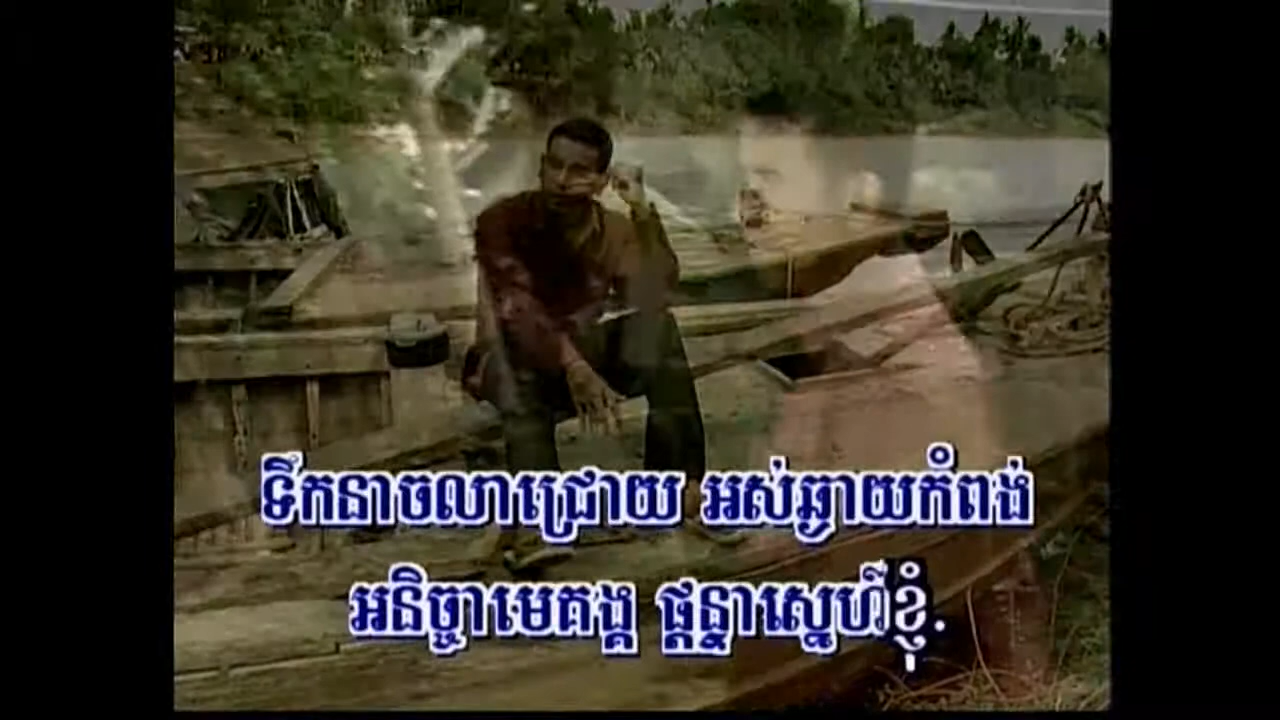 ទឹកនាចលាជ្រោយ អស់ឆ្ងាយកំពង់
អនិច្ចាមេគង្គ ផ្តន្ទាស្នេហ៍ខ្ញុំ.